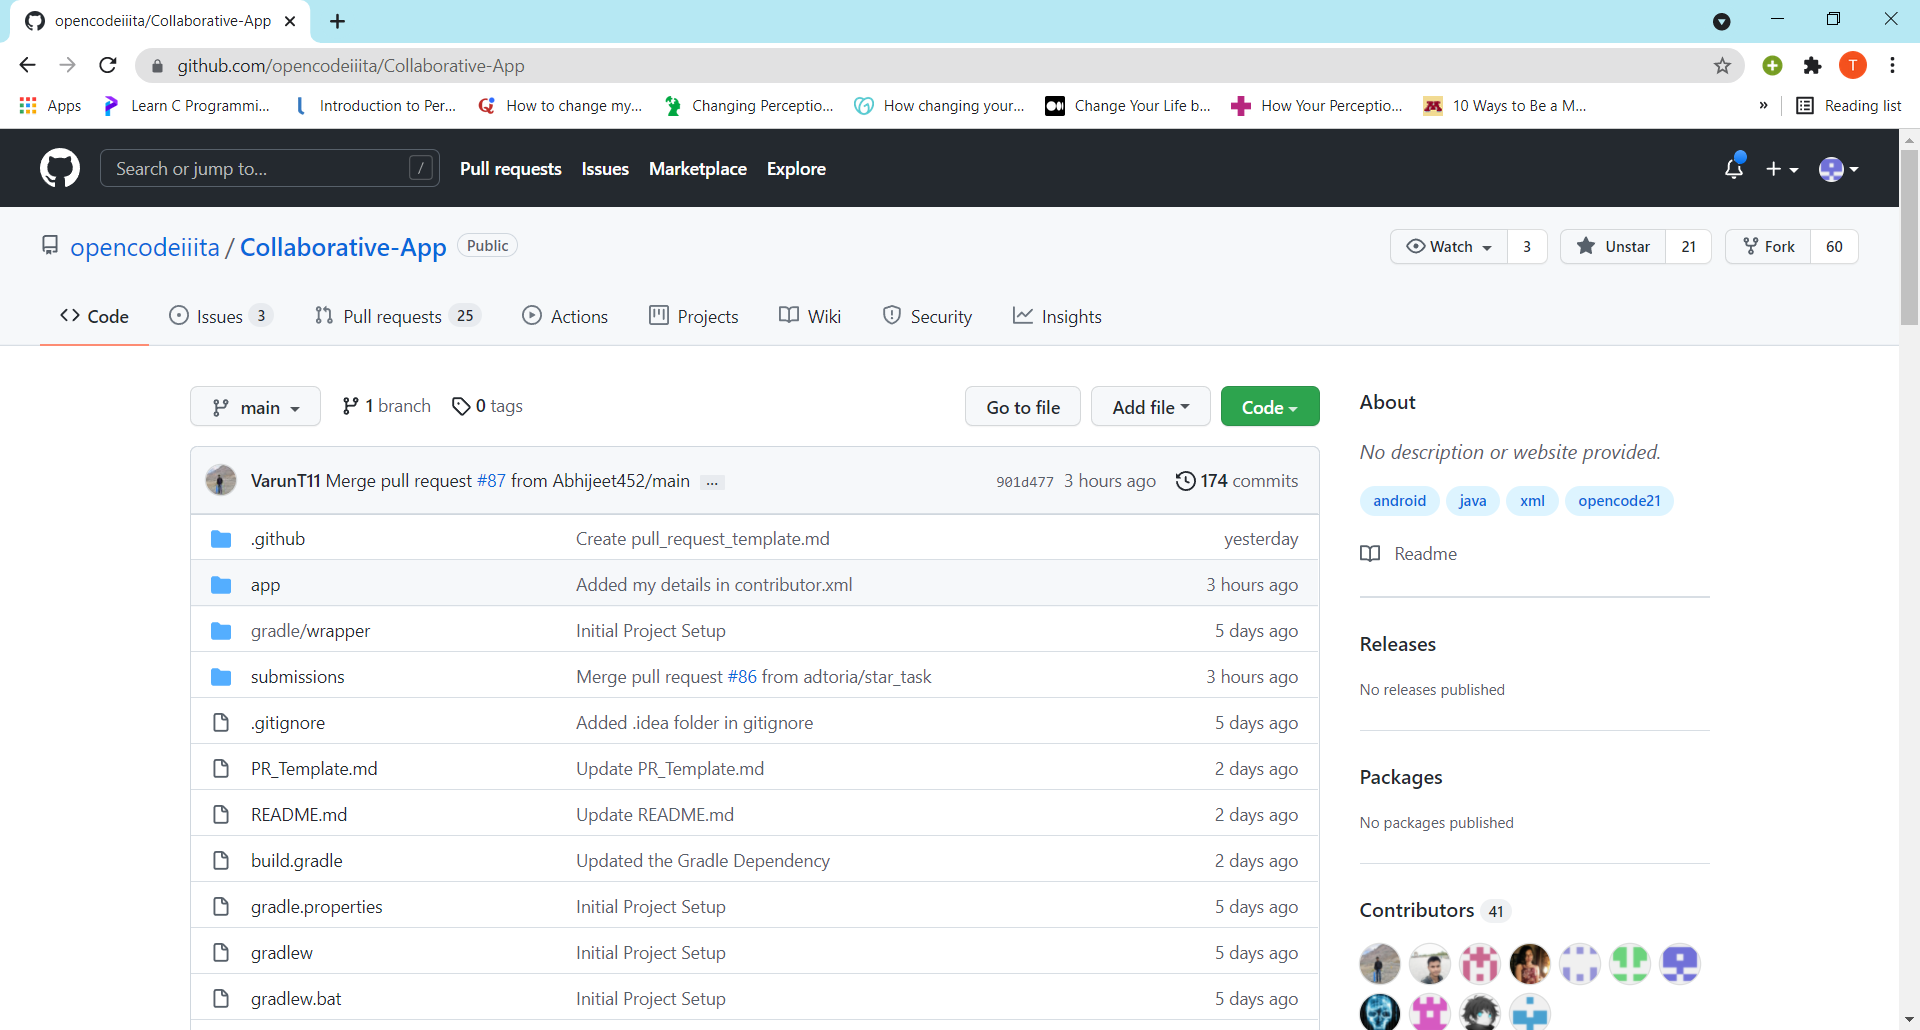 opencodeiiita/Collaborative-App
github.com/opencodeiiita/Collaborative-App
T
Apps
Learn C Programmi...
Introduction to Per...
How to change my...
Changing Perceptio...
How changing your...
Change Your Life b...
How Your Perceptio...
10 Ways to Be a M...
»
Reading list
Search or jump to...
/
Pull requests
Issues
Marketplace
Explore
opencodeiiita / Collaborative-App
Public
Watch 3
Unstar 21
Fork 60
Code
Issues 3
Pull requests 25
Actions
Projects
Wiki
Security
Insights
main
1 branch
0 tags
Go to file
Add file
Code
VarunT11 Merge pull request #87 from Abhijeet452/main ... 901d477 3 hours ago 174 commits
.github Create pull_request_template.md yesterday
app Added my details in contributor.xml 3 hours ago
gradle/wrapper Initial Project Setup 5 days ago
submissions Merge pull request #86 from adtoria/star_task 3 hours ago
.gitignore Added .idea folder in gitignore 5 days ago
PR_Template.md Update PR_Template.md 2 days ago
README.md Update README.md 2 days ago
build.gradle Updated the Gradle Dependency 2 days ago
gradle.properties Initial Project Setup 5 days ago
gradlew Initial Project Setup 5 days ago
gradlew.bat Initial Project Setup 5 days ago
About
No description or website provided.
android java xml opencode21
Readme
Releases
No releases published
Packages
No packages published
Contributors 41